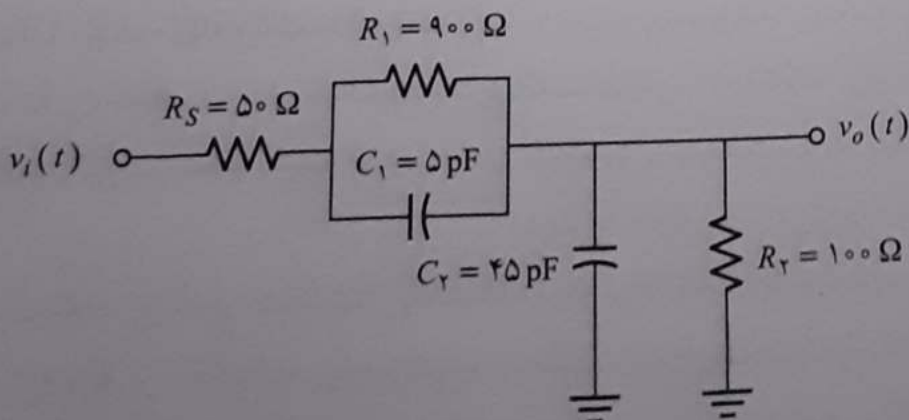 R₁ = ۹۰۰ Ω
R_S = ۵۰ Ω
v_i(t)
v_o(t)
C₁ = ۵ pF
C₂ = ۴۵ pF
R₂ = ۱۰۰ Ω